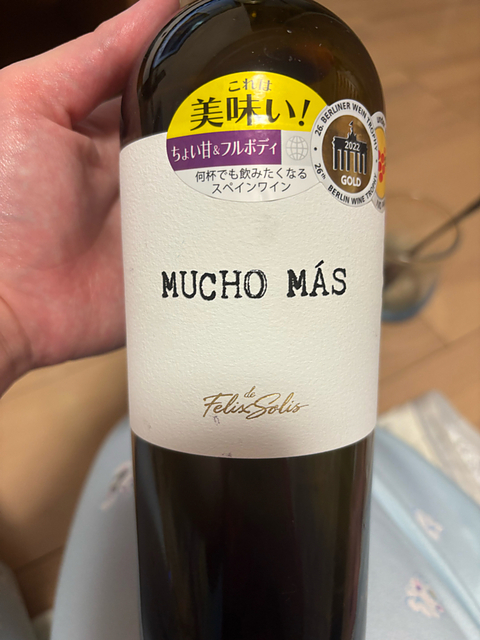 これは
美味い!
ちょい甘&フルボディ
何杯でも飲みたくなる
スペインワイン
26. BERLINER WEIN TROPHY
2022
GOLD
26th BERLIN WINE TROPHY
MUCHO MÁS
de
Felix Solis